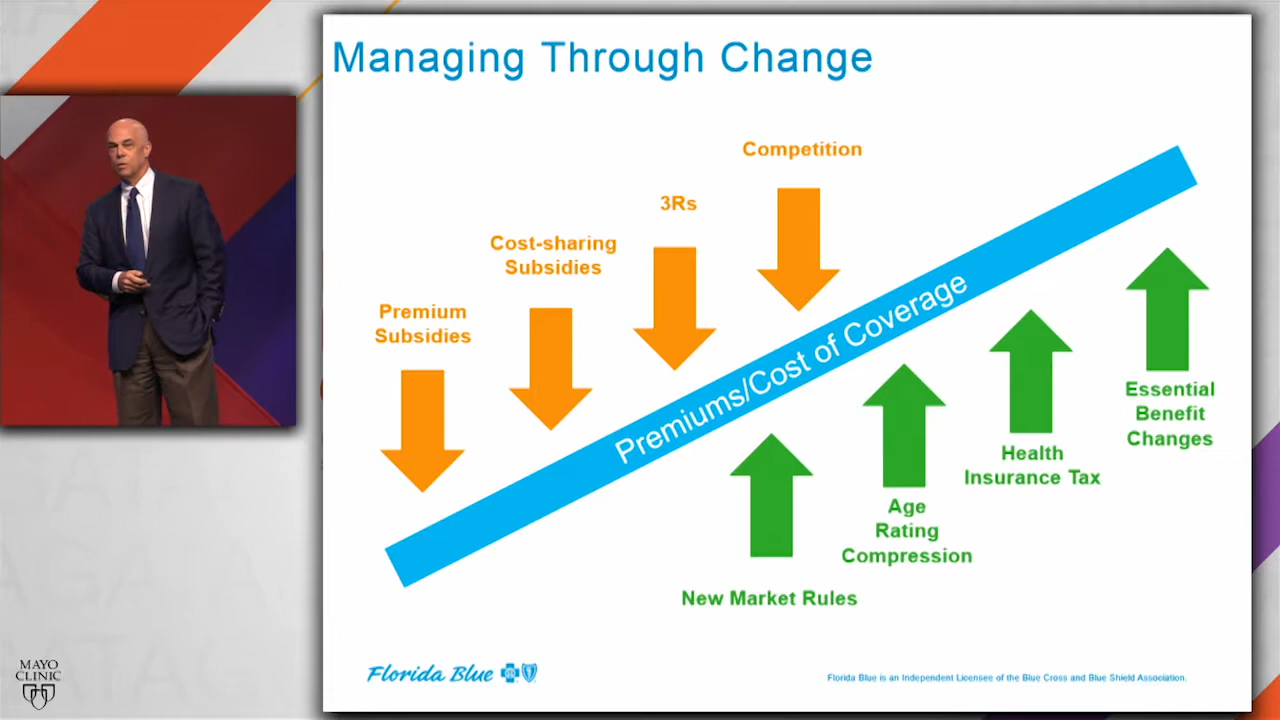 Managing Through Change
Competition
3Rs
Cost-sharing
Subsidies
Premium
Subsidies
Premiums/Cost of Coverage
Essential
Benefit
Changes
Health
Insurance Tax
Age
Rating
Compression
New Market Rules
Florida Blue
Florida Blue is an Independent Licensee of the Blue Cross and Blue Shield Association.
MAYO
CLINIC